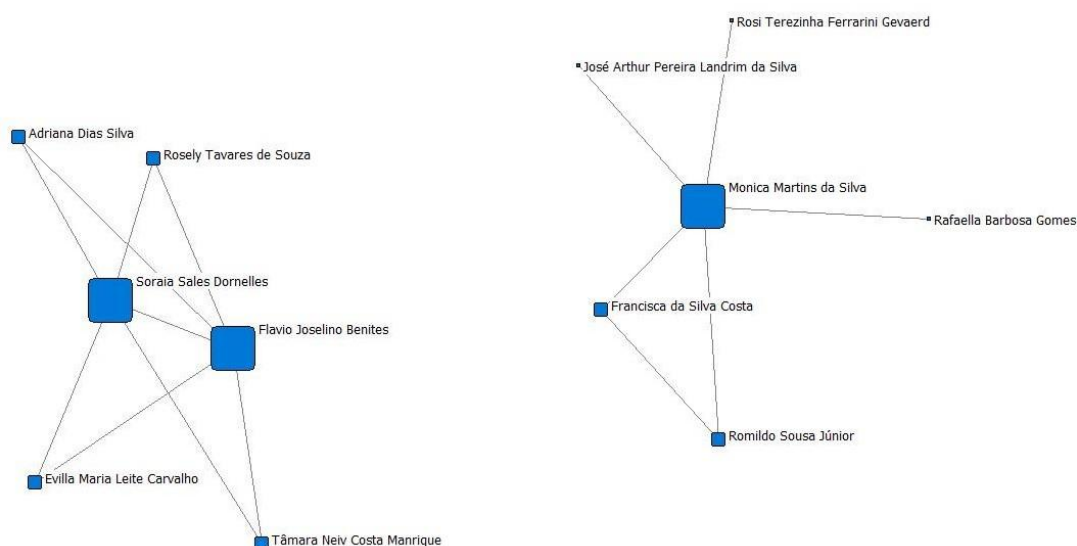 Rosi Terezinha Ferrarini Gevaerd
José Arthur Pereira Landrim da Silva
Adriana Dias Silva
Rosely Tavares de Souza
Monica Martins da Silva
Rafaella Barbosa Gomes
Soraia Sales Dornelles
Francisca da Silva Costa
Flavio Joselino Benites
Romildo Sousa Júnior
Evilla Maria Leite Carvalho
Tâmara Neiv Costa Manrique